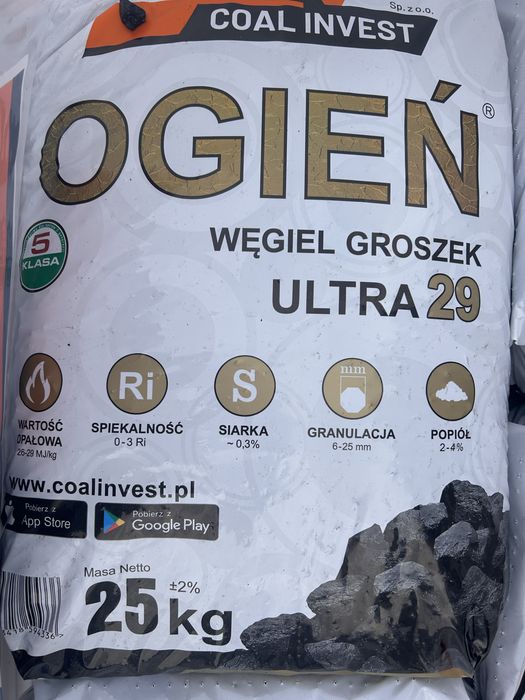 Sp. z o.o.
COAL INVEST
OGIEŃ®
WĘGIEL GROSZEK
ULTRA 29
5
KLASA
Ri
S
mm
WARTOŚĆ
OPAŁOWA
26-29 MJ/kg
SPIEKALNOŚĆ
0-3 Ri
SIARKA
~ 0,3%
GRANULACJA
6-25 mm
POPIÓŁ
2-4%
www.coalinvest.pl
Pobierz z
App Store
Pobierz z
Google Play
Masa Netto
25 kg
±2%